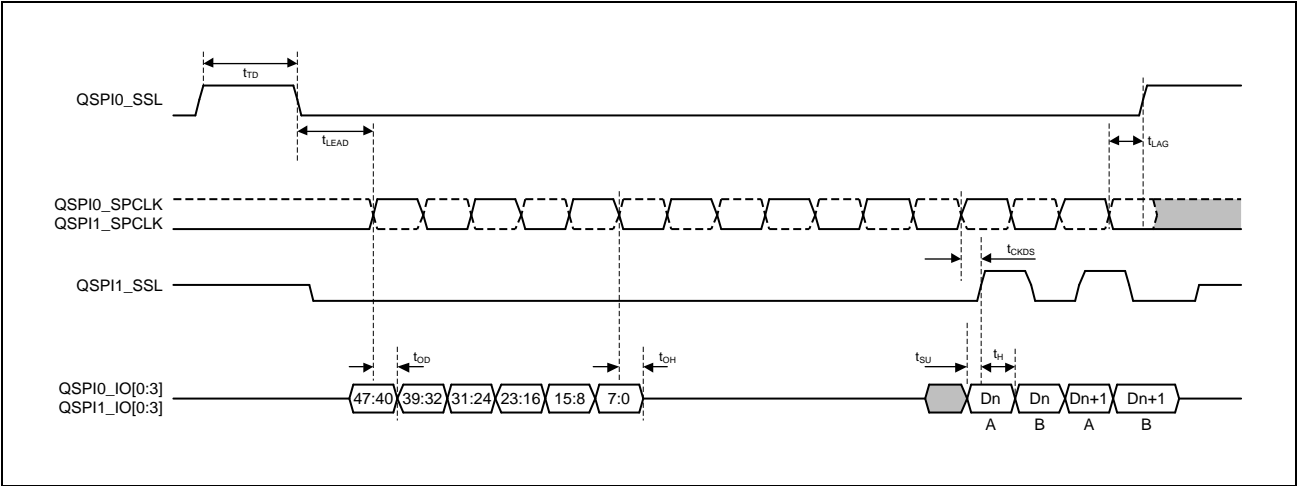 tTD
QSPI0_SSL
tLEAD
tLAG
QSPI0_SPCLK
QSPI1_SPCLK
tCKDS
QSPI1_SSL
tOD
tOH
tSU
tH
QSPI0_IO[0:3]
QSPI1_IO[0:3]
47:40 39:32 31:24 23:16 15:8 7:0 Dn Dn Dn+1 Dn+1
A B A B